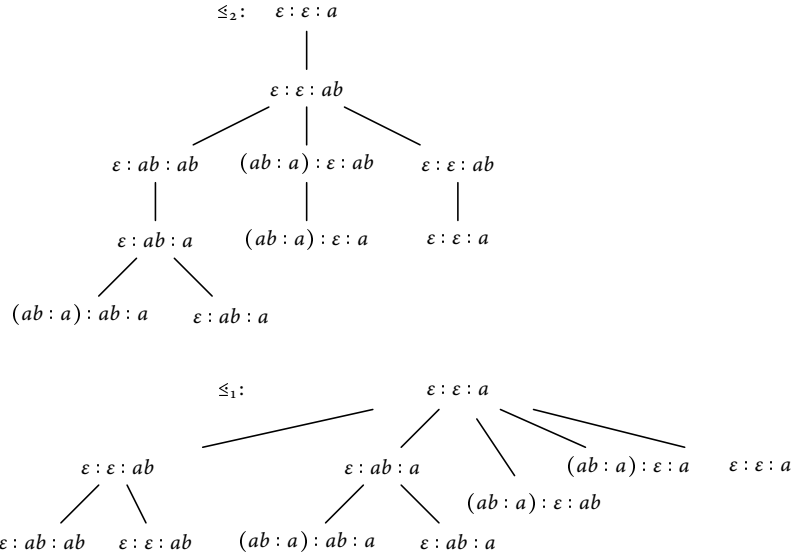 ≤₂: ε : ε : a
ε : ε : ab
ε : ab : ab (ab : a) : ε : ab ε : ε : ab
ε : ab : a (ab : a) : ε : a ε : ε : a
(ab : a) : ab : a ε : ab : a
≤₁: ε : ε : a
ε : ε : ab ε : ab : a (ab : a) : ε : a ε : ε : a
(ab : a) : ε : ab
ε : ab : ab ε : ε : ab (ab : a) : ab : a ε : ab : a